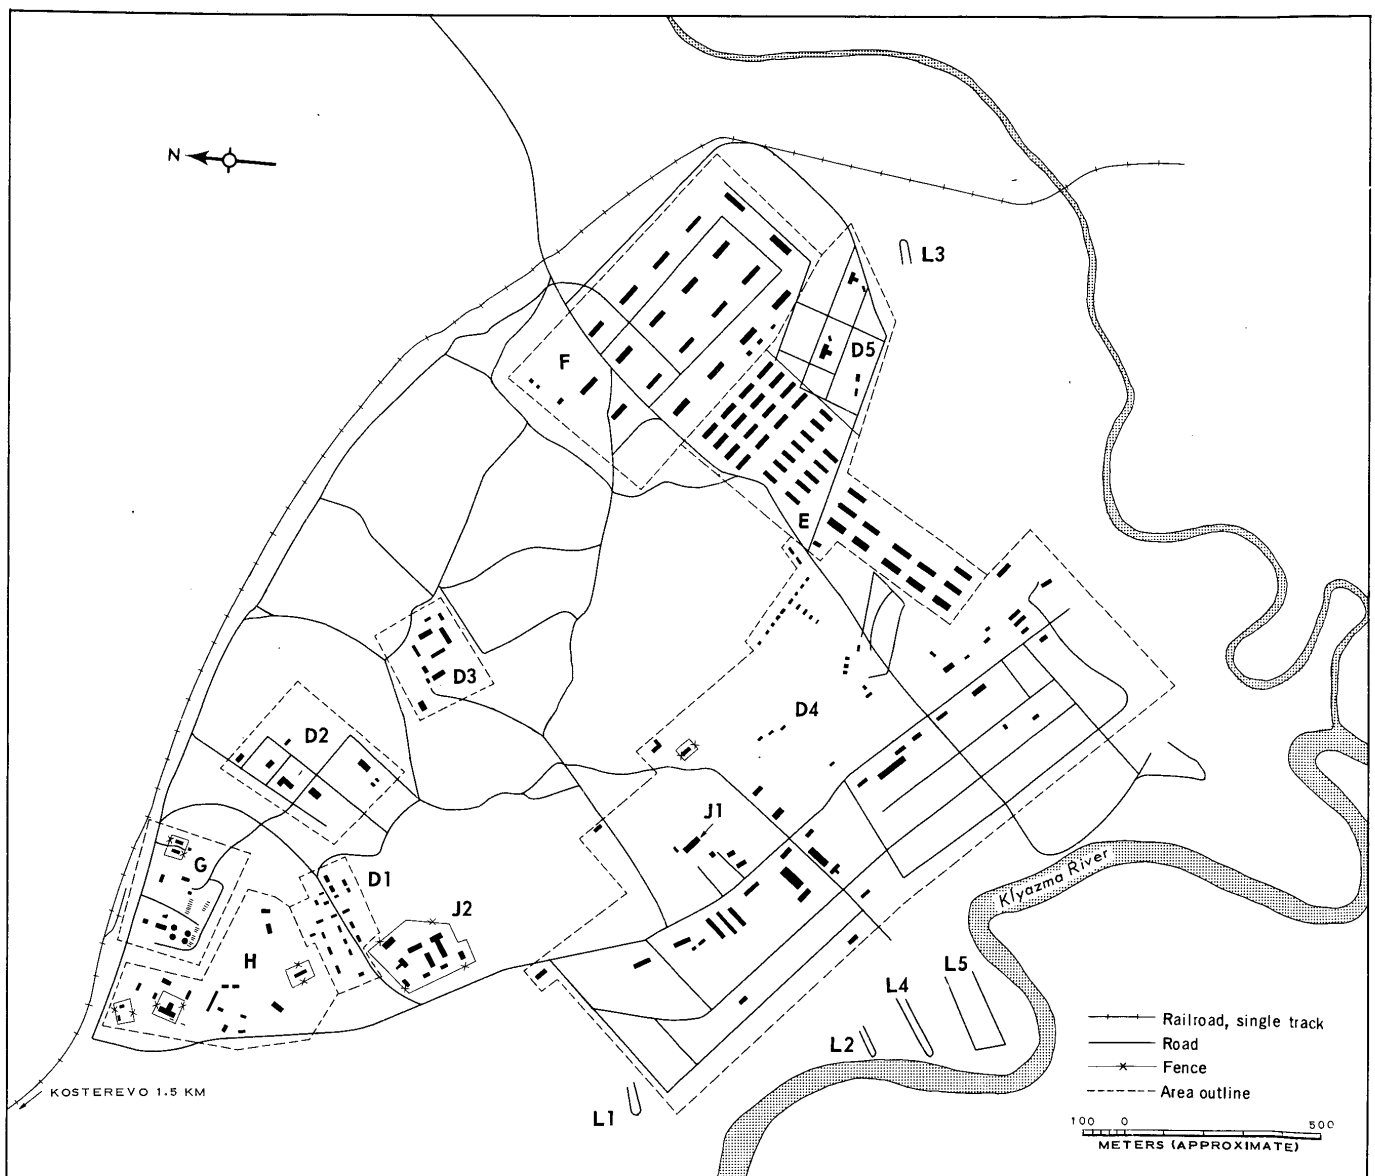 N
L3
F
D5
E
D3
D4
D2
J1
G
D1
J2
H
Klyazma River
L5
L4
L2
L1
Railroad, single track
Road
Fence
Area outline
KOSTEREVO 1.5 KM
100 0 500
METERS (APPROXIMATE)